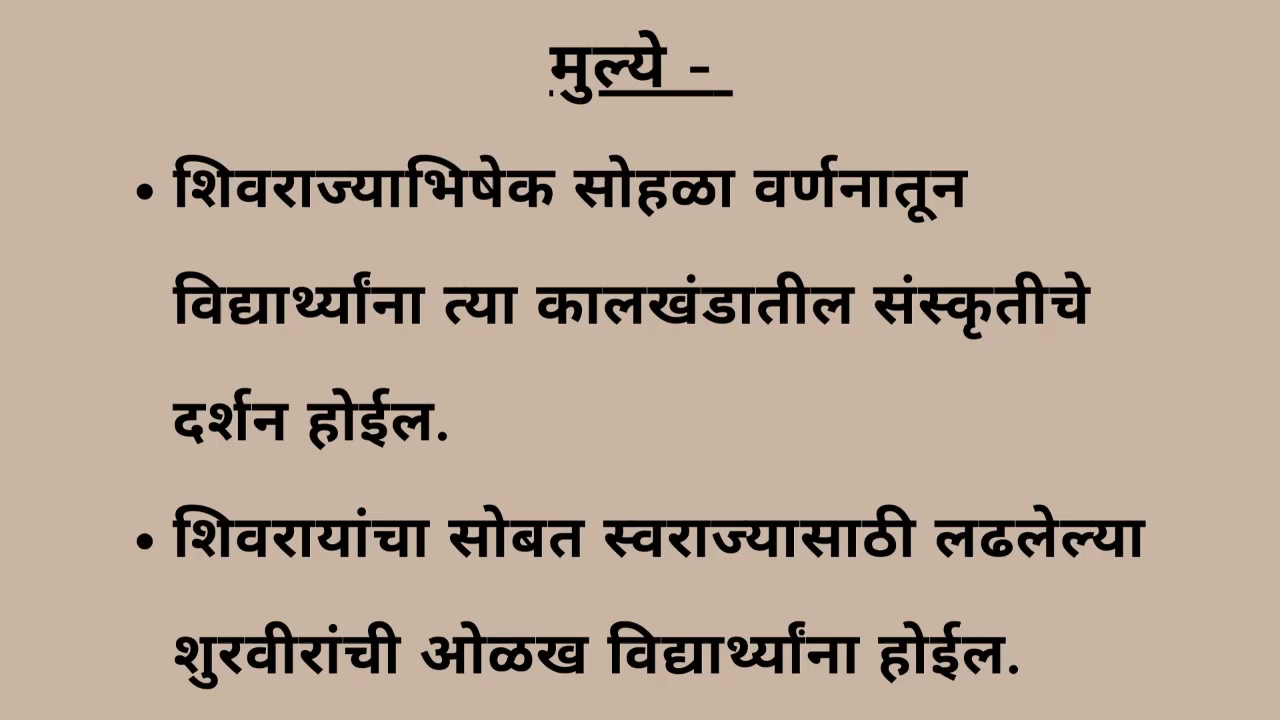 मुल्ये -
• शिवराज्याभिषेक सोहळा वर्णनातून
विद्यार्थ्यांना त्या कालखंडातील संस्कृतीचे
दर्शन होईल.
• शिवरायांचा सोबत स्वराज्यासाठी लढलेल्या
शुरवीरांची ओळख विद्यार्थ्यांना होईल.